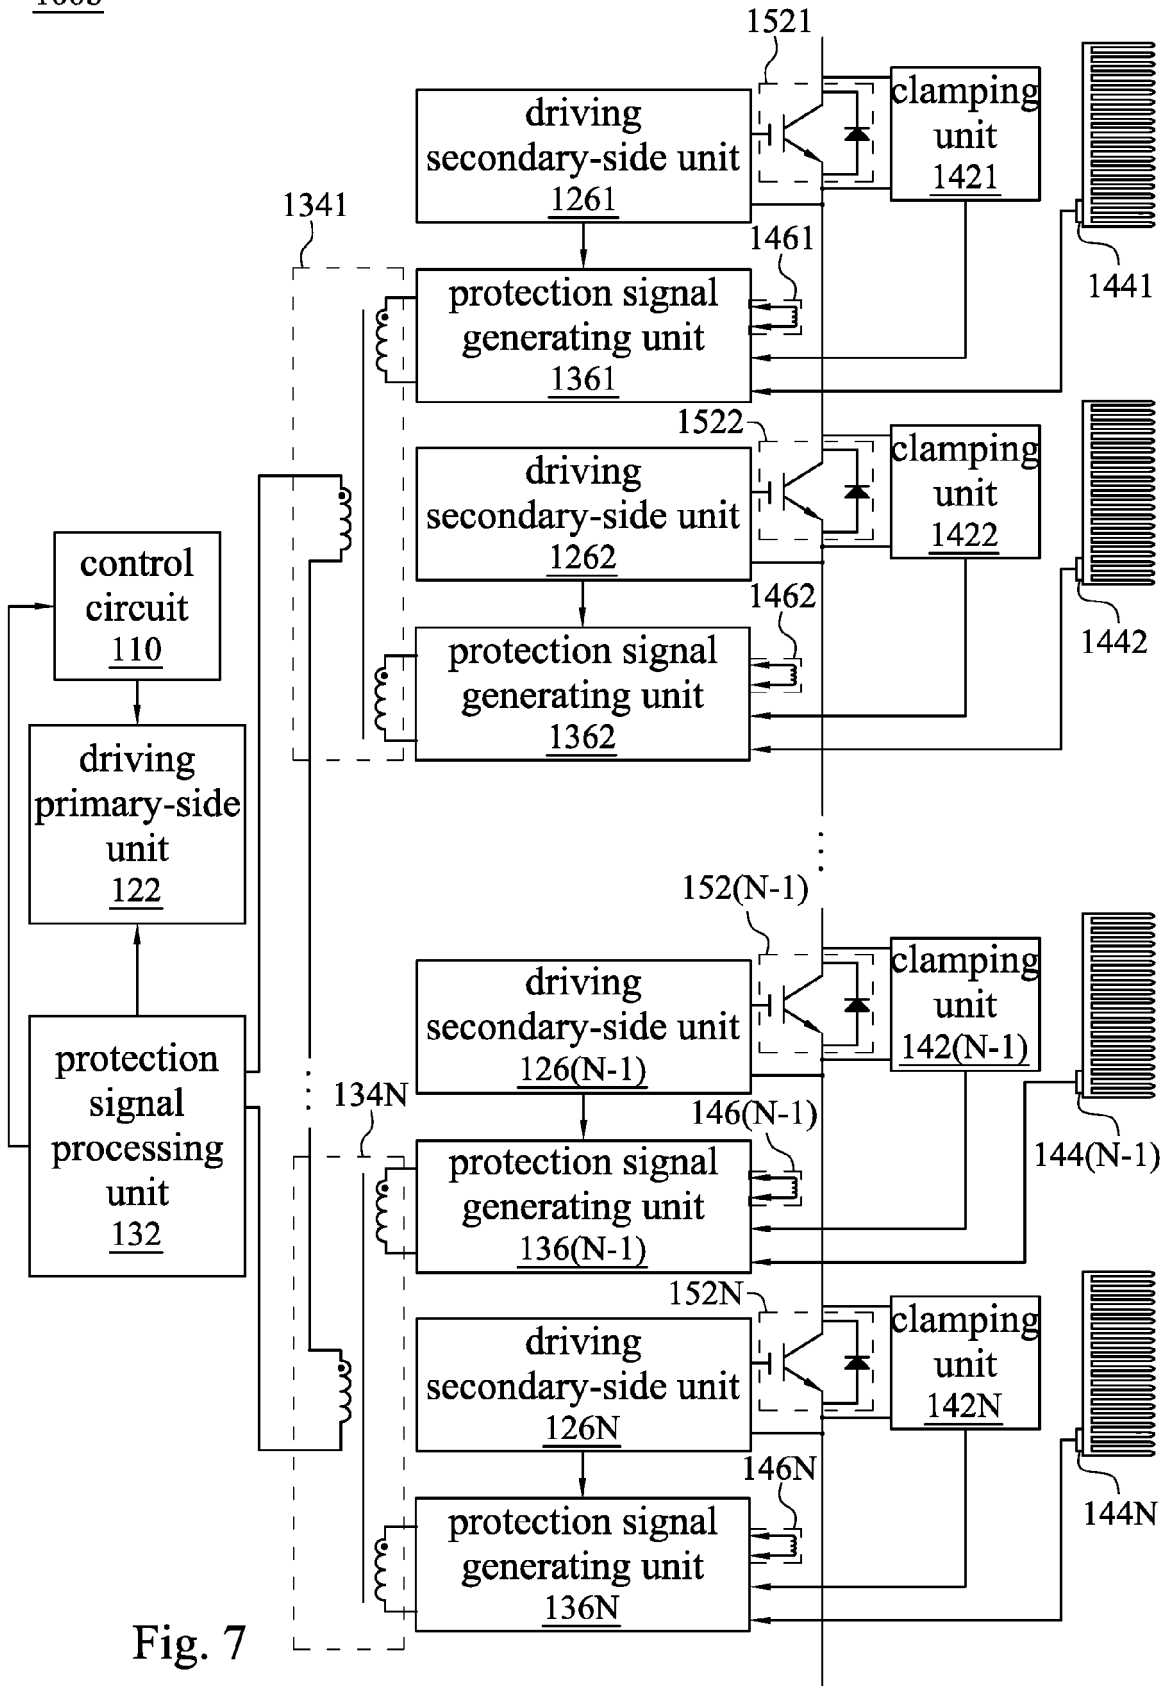 1521
driving
secondary-side unit
1261
clamping
unit
1421
1341
1461
1441
protection signal
generating unit
1361
1522
driving
secondary-side unit
1262
clamping
unit
1422
control
circuit
110
1462
1442
protection signal
generating unit
1362
driving
primary-side
unit
122
...
152(N-1)
driving
secondary-side unit
126(N-1)
clamping
unit
142(N-1)
protection
signal
processing
unit
132
...
134N
146(N-1)
144(N-1)
protection signal
generating unit
136(N-1)
152N
driving
secondary-side unit
126N
clamping
unit
142N
146N
144N
protection signal
generating unit
136N
Fig. 7